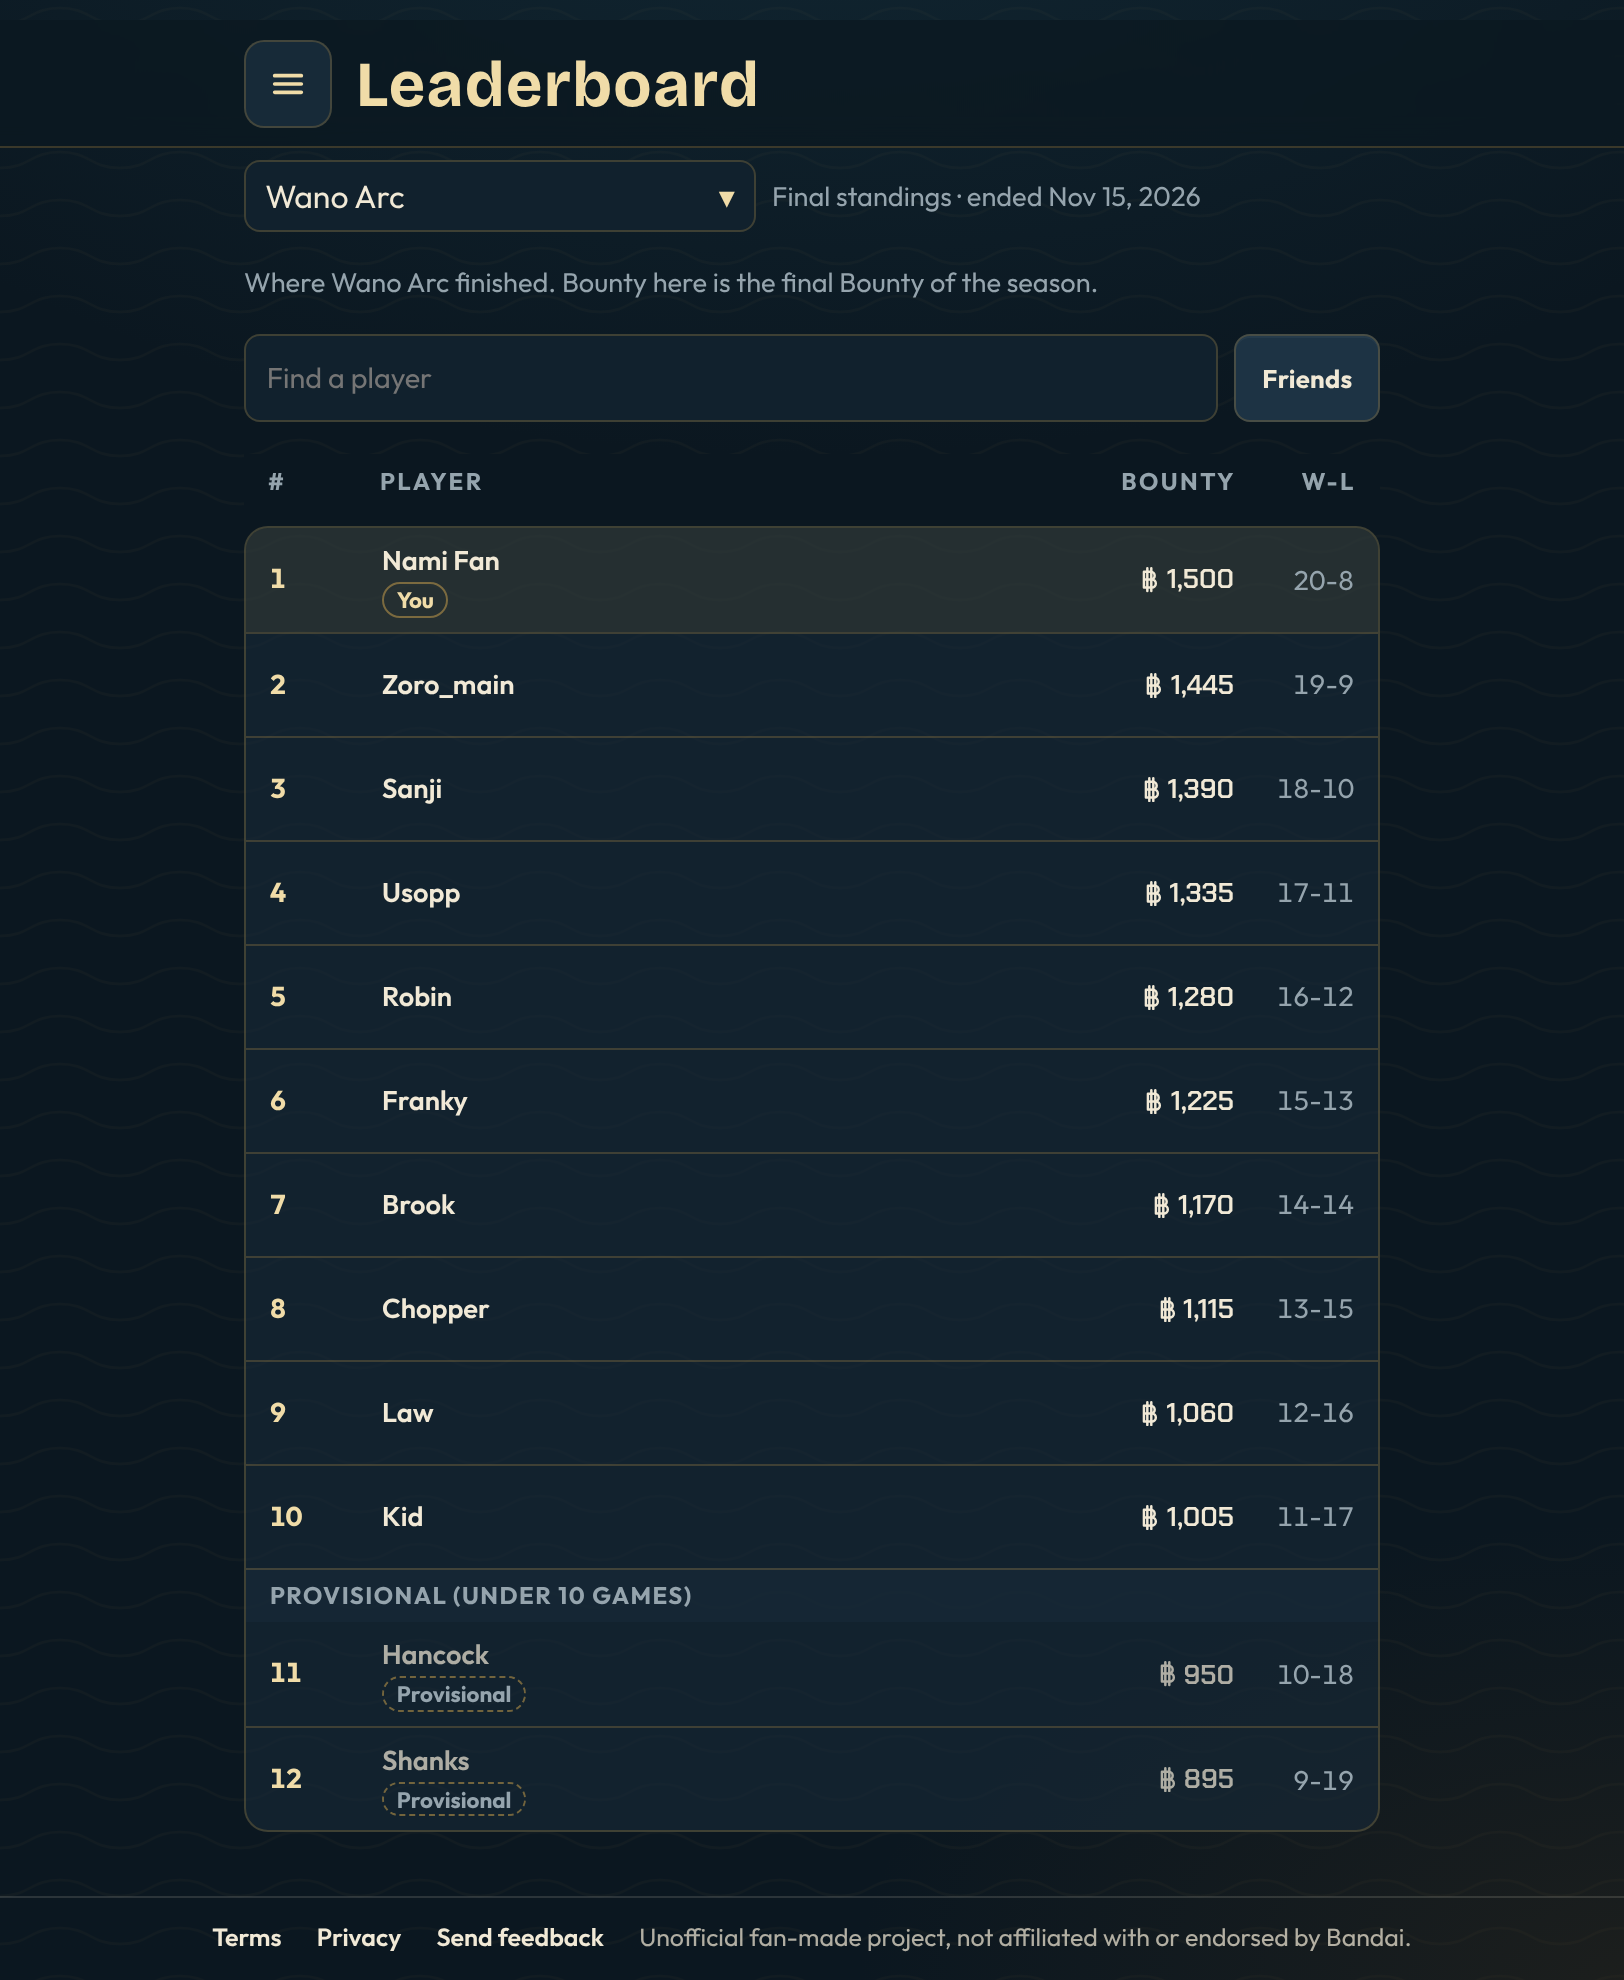 Leaderboard
Wano Arc ▼ Final standings · ended Nov 15, 2026
Where Wano Arc finished. Bounty here is the final Bounty of the season.
Find a player Friends
# PLAYER BOUNTY W-L
1 Nami Fan ฿ 1,500 20-8
You
2 Zoro_main ฿ 1,445 19-9
3 Sanji ฿ 1,390 18-10
4 Usopp ฿ 1,335 17-11
5 Robin ฿ 1,280 16-12
6 Franky ฿ 1,225 15-13
7 Brook ฿ 1,170 14-14
8 Chopper ฿ 1,115 13-15
9 Law ฿ 1,060 12-16
10 Kid ฿ 1,005 11-17
PROVISIONAL (UNDER 10 GAMES)
11 Hancock ฿ 950 10-18
Provisional
12 Shanks ฿ 895 9-19
Provisional
Terms Privacy Send feedback Unofficial fan-made project, not affiliated with or endorsed by Bandai.